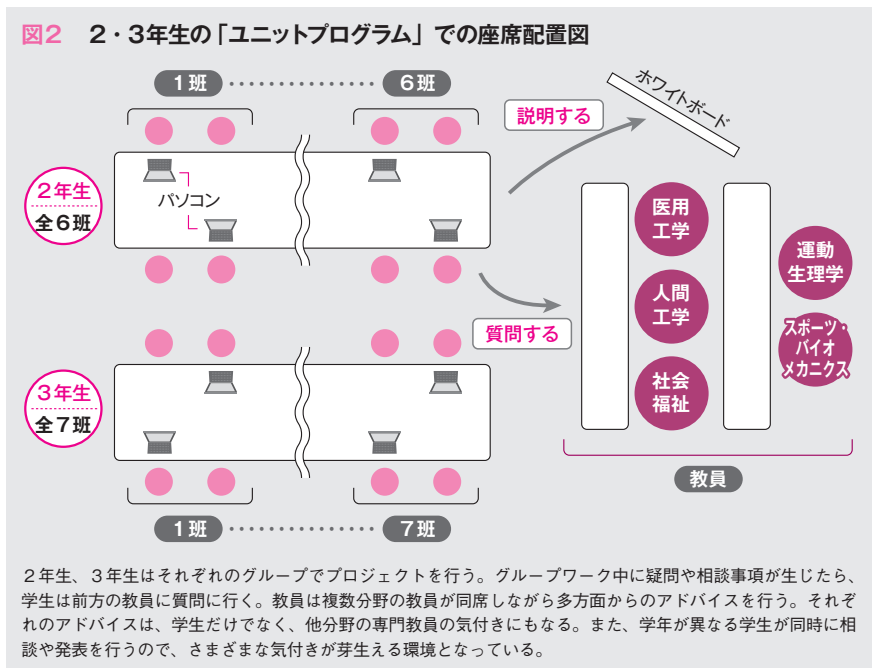 図2 2・3年生の「ユニットプログラム」での座席配置図
1班
6班
説明する
ホワイトボード
2年生
全6班
パソコン
医用
工学
運動
生理学
人間
工学
質問する
スポーツ・
バイオ
メカニクス
3年生
全7班
社会
福祉
教員
1班
7班
2年生、3年生はそれぞれのグループでプロジェクトを行う。グループワーク中に疑問や相談事項が生じたら、
学生は前方の教員に質問に行く。教員は複数分野の教員が同席しながら多方面からのアドバイスを行う。それぞ
れのアドバイスは、学生だけでなく、他分野の専門教員の気付きにもなる。また、学年が異なる学生が同時に相
談や発表を行うので、さまざまな気付きが芽生える環境となっている。